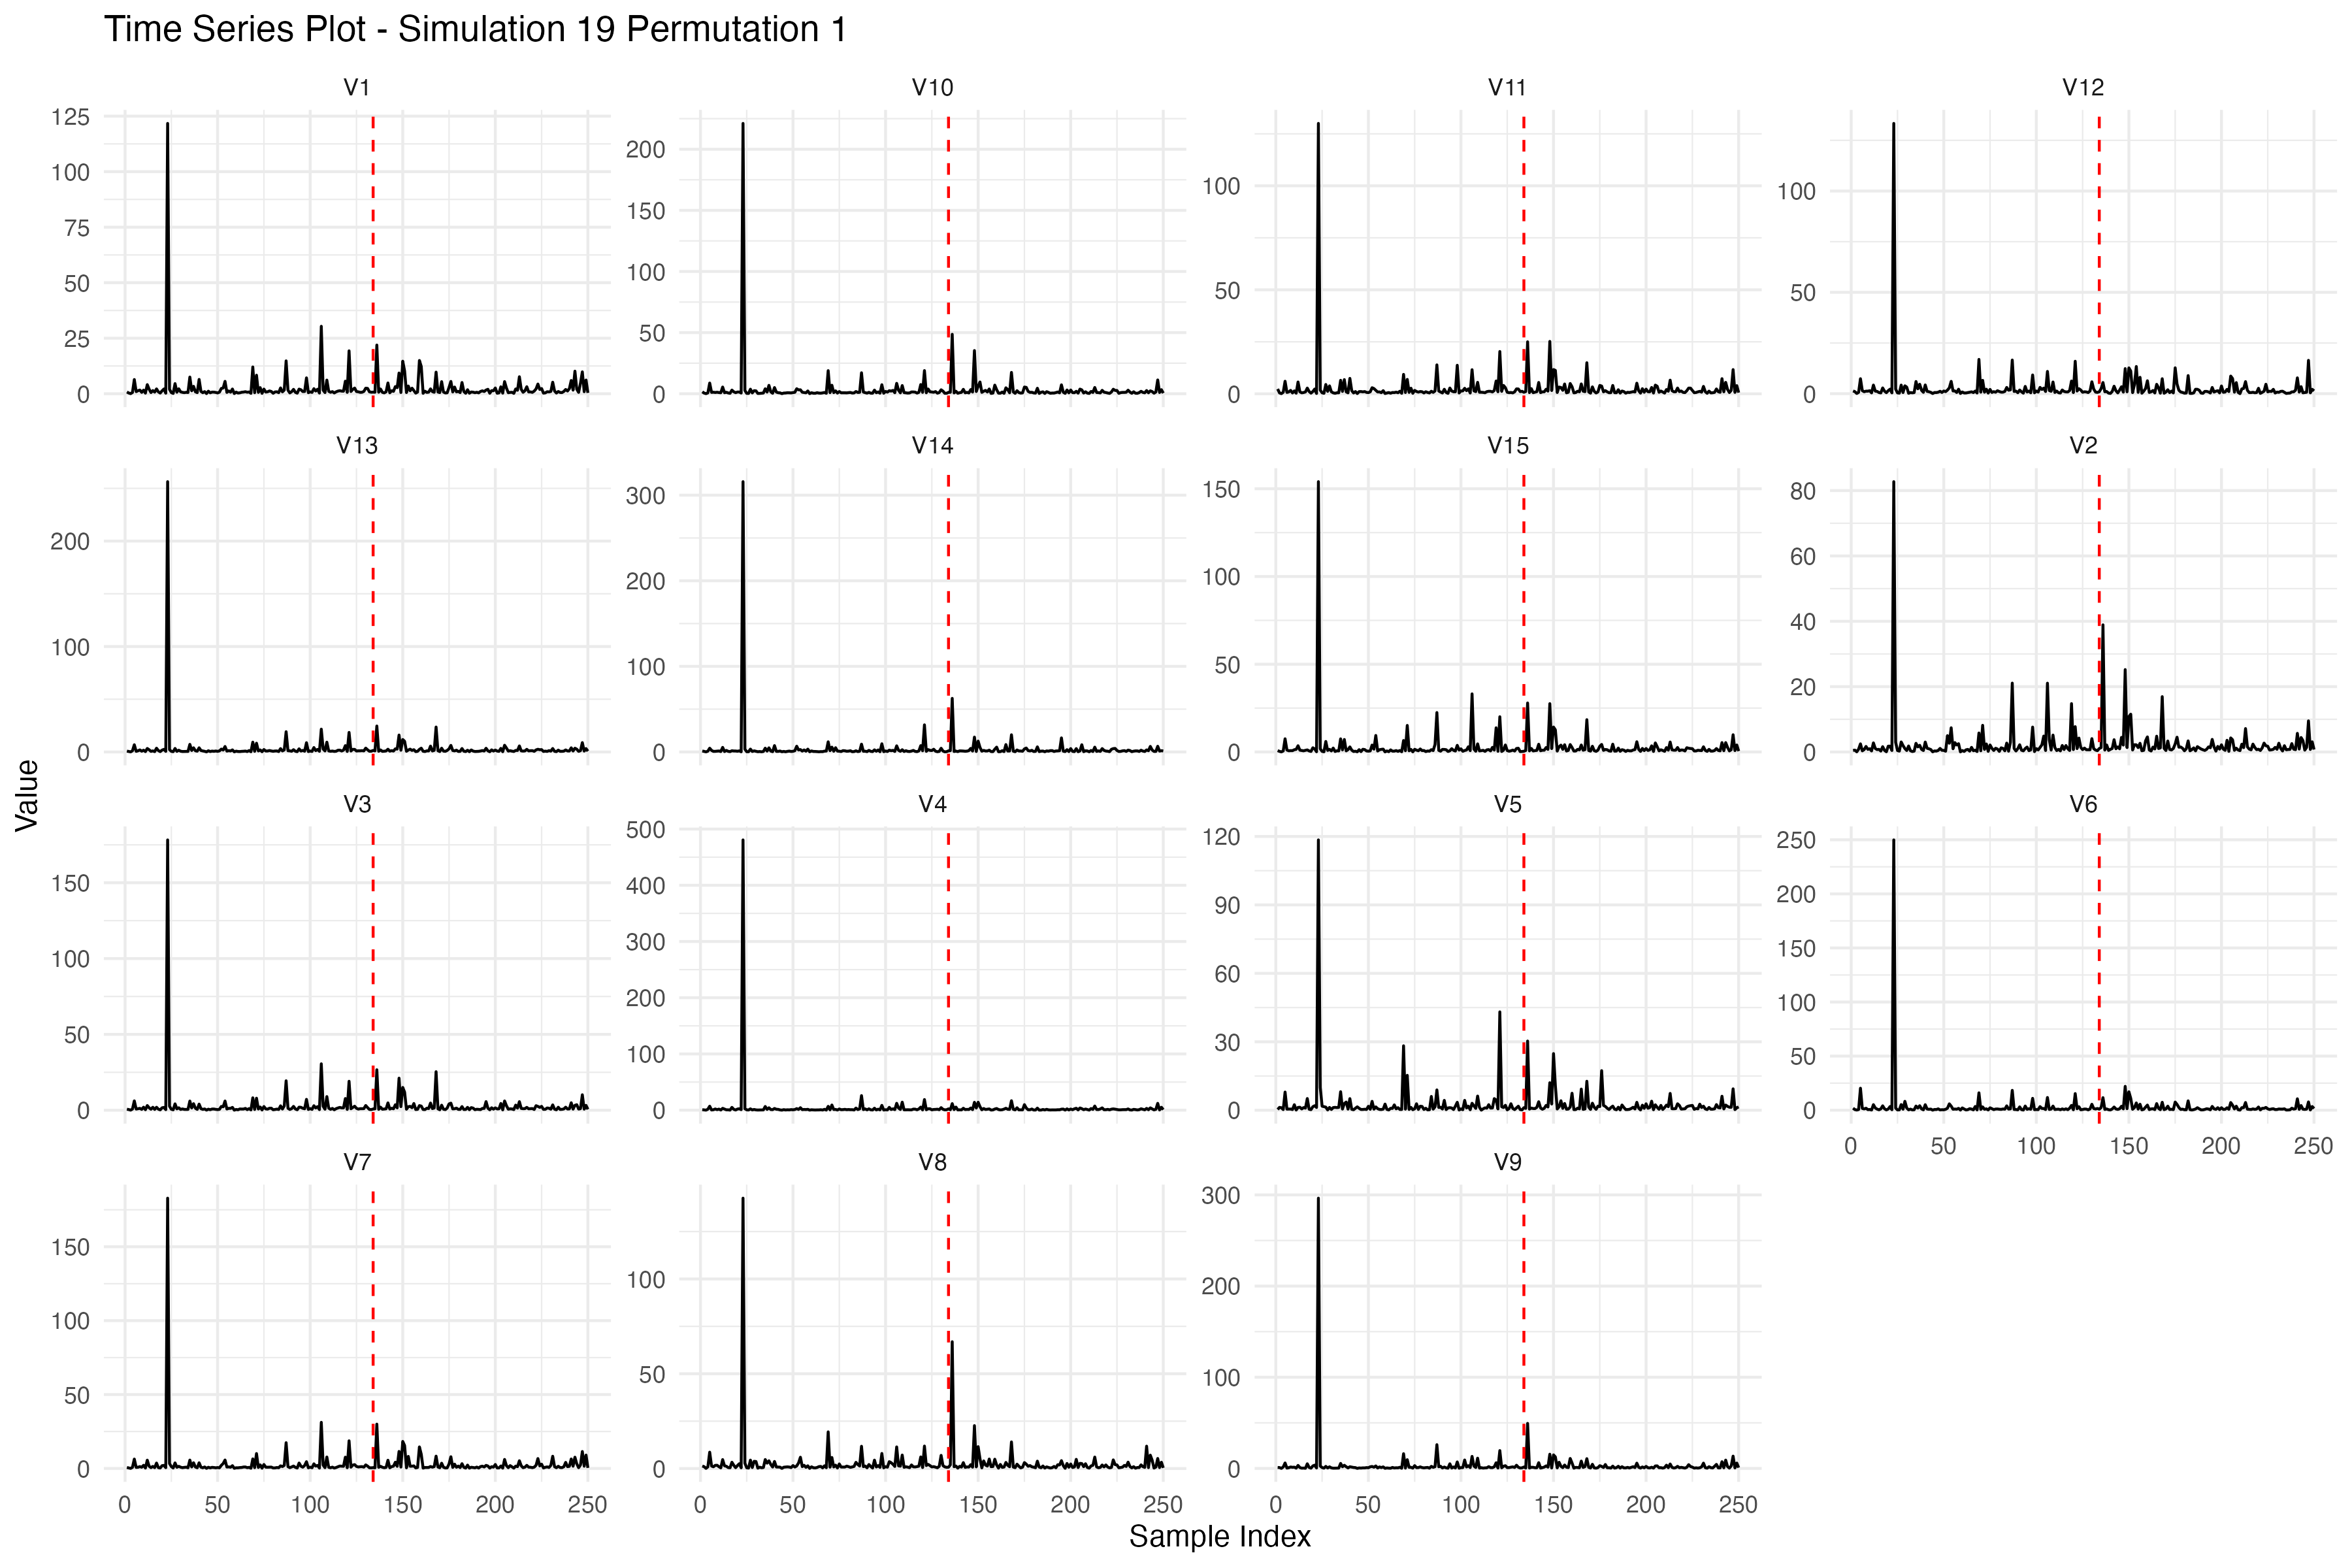 Time Series Plot - Simulation 19 Permutation 1
V1
V10
V11
V12
125
100
75
50
25
0
200
150
100
50
0
100
50
0
100
50
0
V13
V14
V15
V2
200
100
0
300
200
100
0
150
100
50
0
80
60
40
20
0
V3
V4
V5
V6
150
100
50
0
500
400
300
200
100
0
120
90
60
30
0
250
200
150
100
50
0
0 50 100 150 200 250
V7
V8
V9
150
100
50
0
100
50
0
300
200
100
0
0 50 100 150 200 250
0 50 100 150 200 250
0 50 100 150 200 250
Value
Sample Index